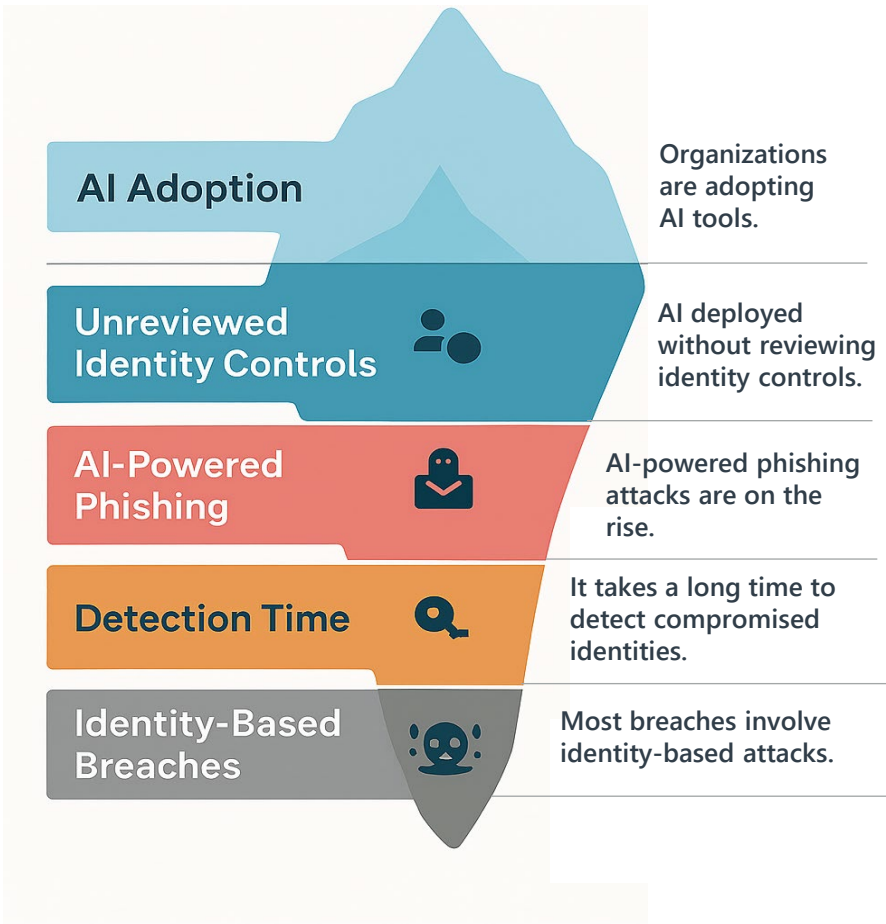 AI Adoption
Organizations
are adopting
AI tools.
Unreviewed
Identity Controls
AI deployed
without reviewing
identity controls.
AI-Powered
Phishing
AI-powered phishing
attacks are on the
rise.
Detection Time
It takes a long time to
detect compromised
identities.
Identity-Based
Breaches
Most breaches involve
identity-based attacks.